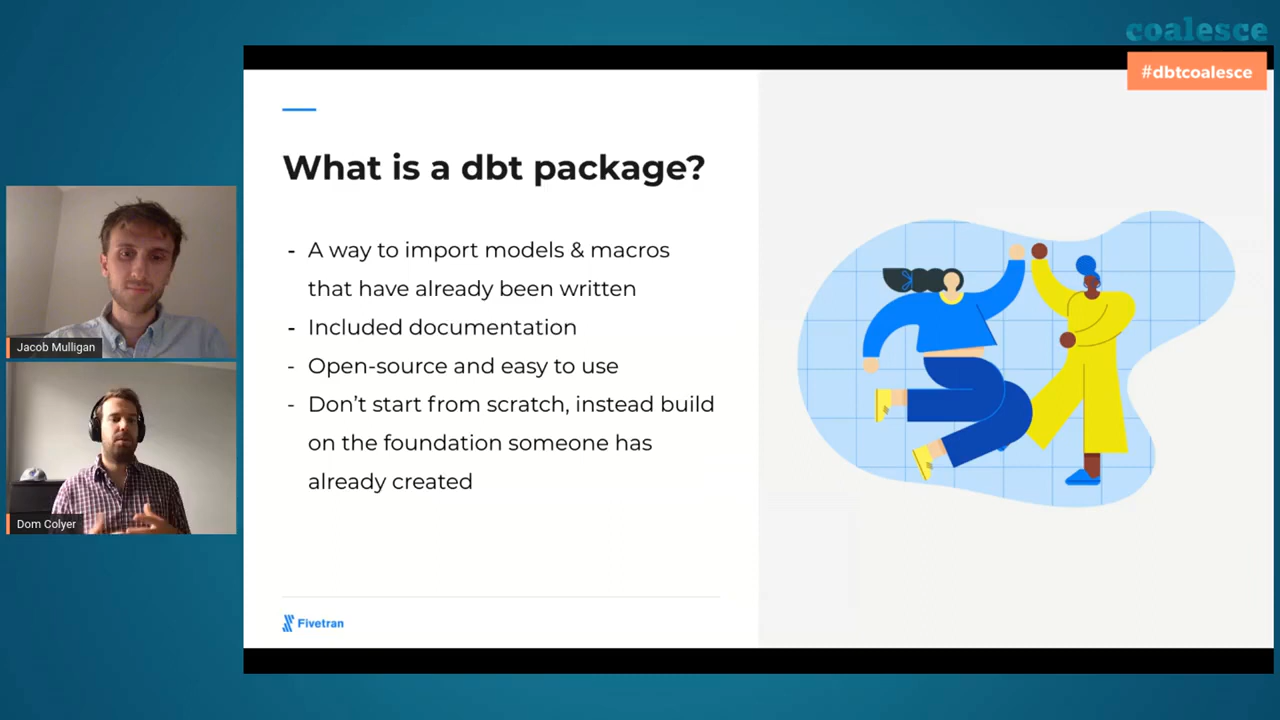 coalesce
#dbtcoalesce
What is a dbt package?
- A way to import models & macros
that have already been written
- Included documentation
- Open-source and easy to use
- Don’t start from scratch, instead build
on the foundation someone has
already created
Fivetran
Jacob Mulligan
Dom Colyer